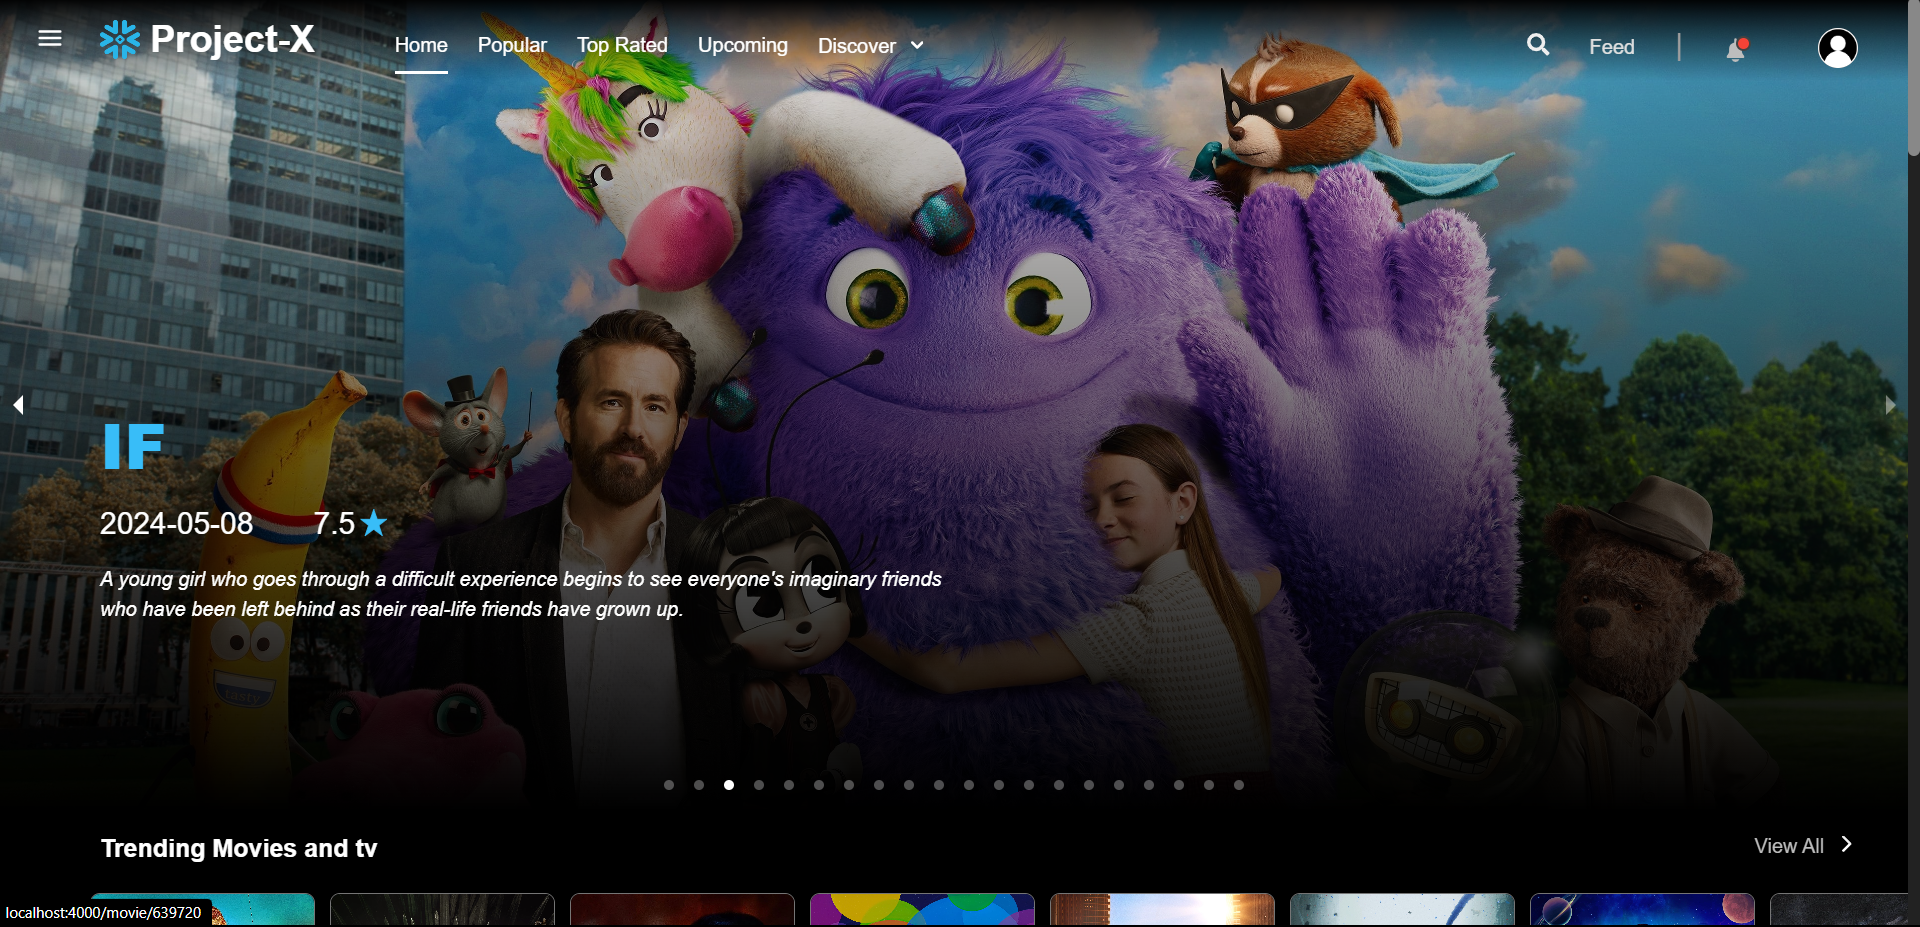 Project-X
Home Popular Top Rated Upcoming Discover
Feed
IF
2024-05-08 7.5
A young girl who goes through a difficult experience begins to see everyone's imaginary friends
who have been left behind as their real-life friends have grown up.
tasty
Trending Movies and tv
View All
localhost:4000/movie/639720